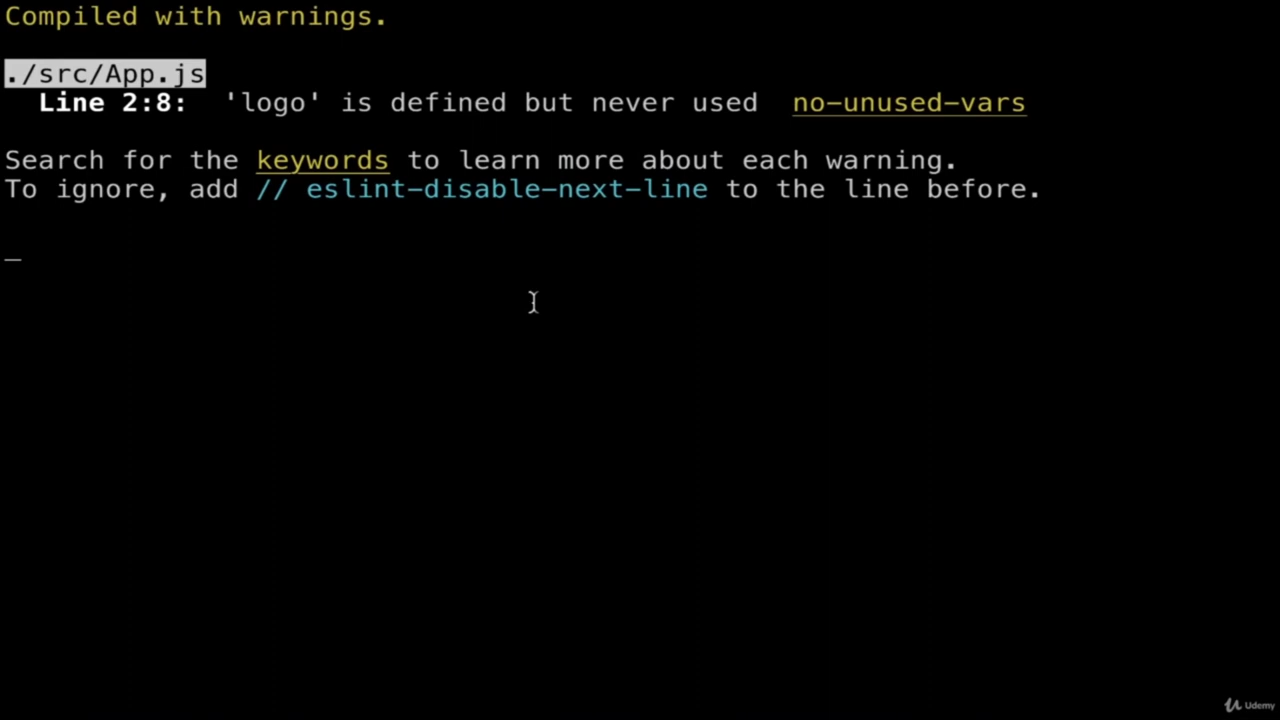 Compiled with warnings.
./src/App.js
Line 2:8: 'logo' is defined but never used no-unused-vars
Search for the keywords to learn more about each warning.
To ignore, add // eslint-disable-next-line to the line before.
_
Udemy